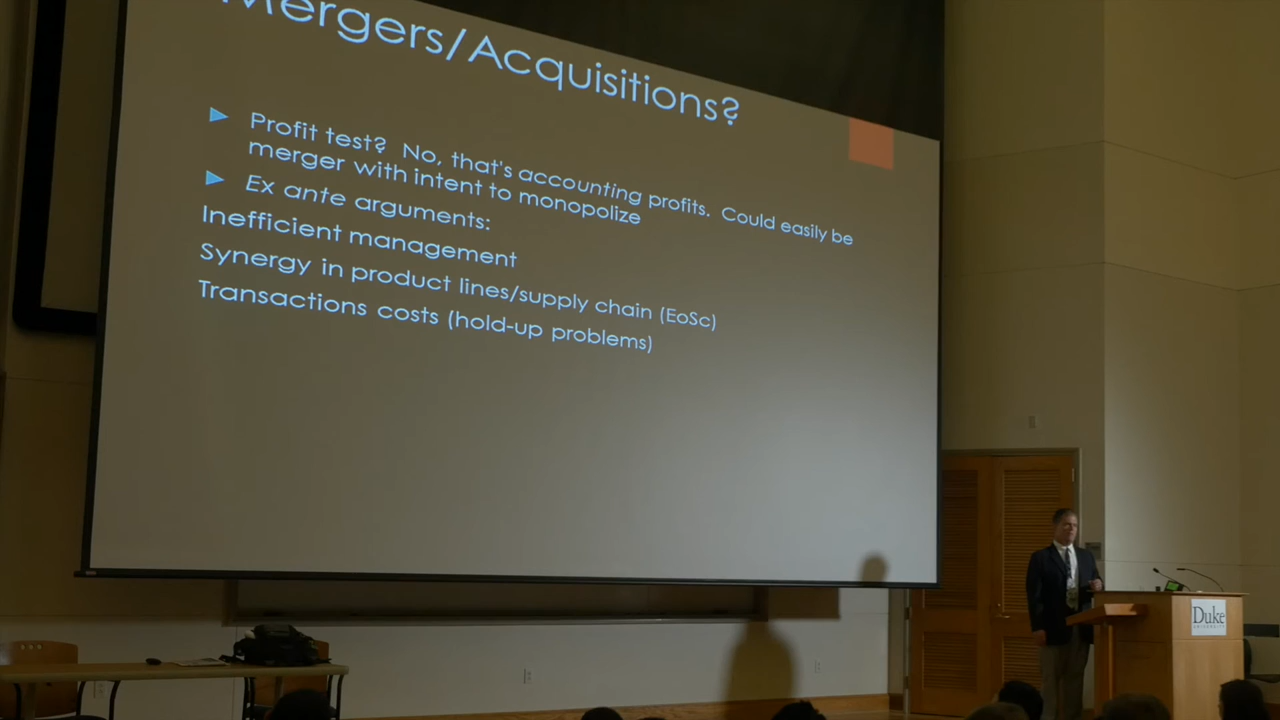 Mergers/Acquisitions?
Profit test? No, that's accounting profits. Could easily be
merger with intent to monopolize
Ex ante arguments:
Inefficient management
Synergy in product lines/supply chain (EoSc)
Transactions costs (hold-up problems)
Duke
UNIVERSITY